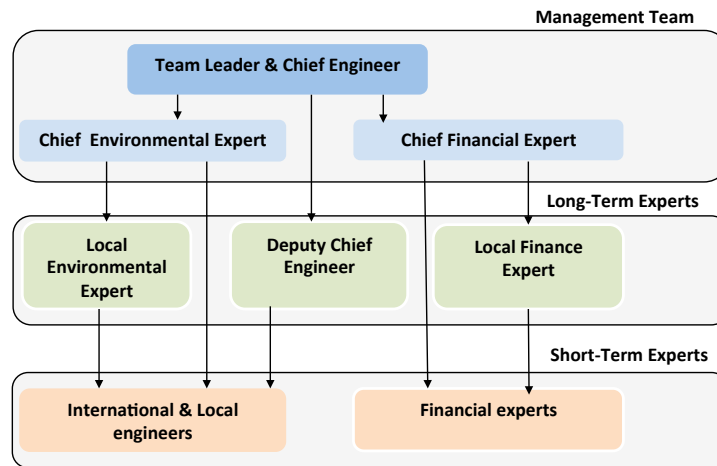 Management Team
Team Leader & Chief Engineer
Chief  Environmental Expert
Chief Financial Expert
Long-Term Experts
Local
Environmental
Expert
Deputy Chief
Engineer
Local Finance
Expert
Short-Term Experts
International & Local
engineers
Financial experts